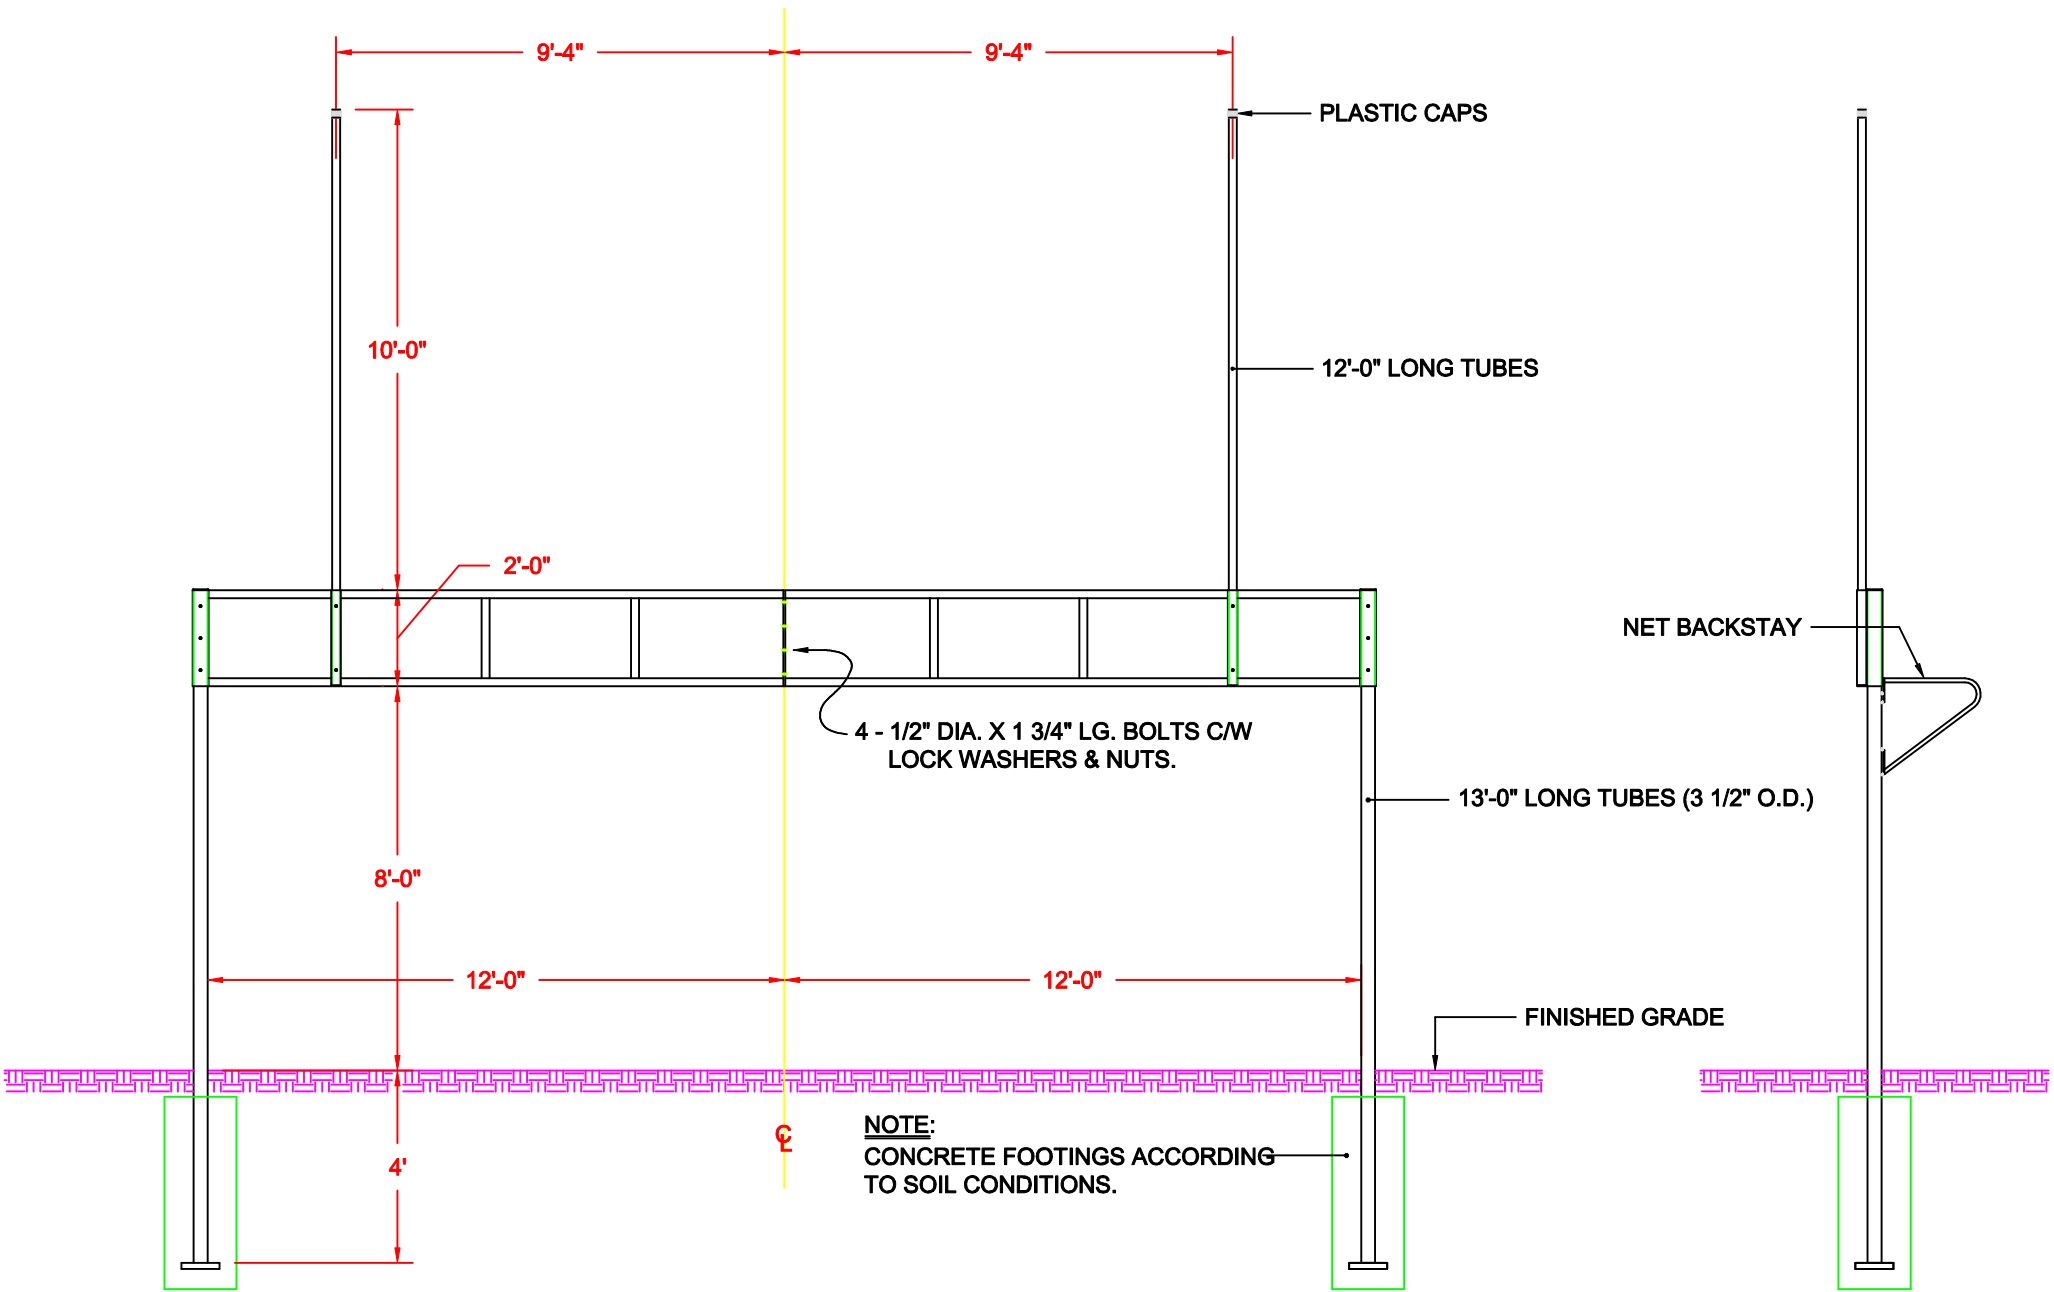 9'-4" 9'-4"
PLASTIC CAPS
10'-0"
12'-0" LONG TUBES
2'-0"
NET BACKSTAY
4 - 1/2" DIA. X 1 3/4" LG. BOLTS C/W
LOCK WASHERS & NUTS.
13'-0" LONG TUBES (3 1/2" O.D.)
8'-0"
12'-0" 12'-0"
FINISHED GRADE
CL
NOTE:
CONCRETE FOOTINGS ACCORDING
TO SOIL CONDITIONS.
4'